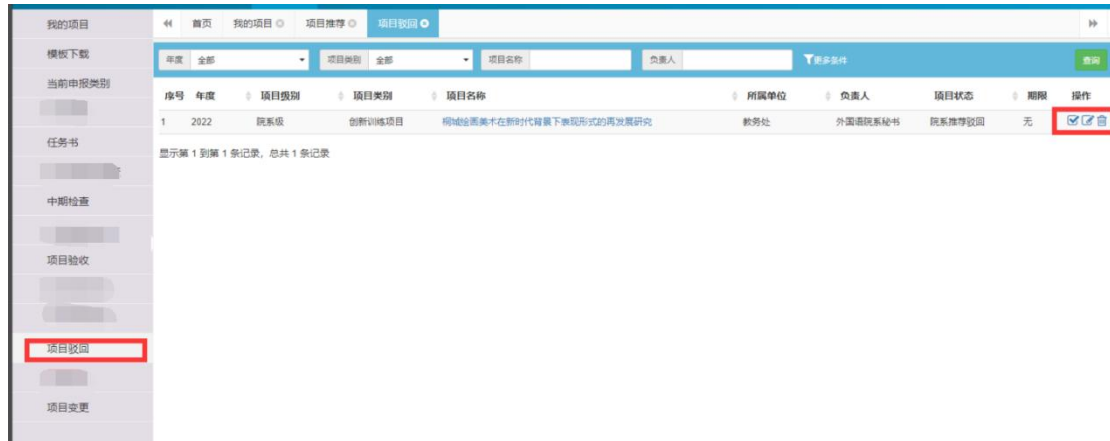 我的项目
模板下载
当前申报类别
任务书
中期检查
项目验收
项目驳回
项目变更
首页 我的项目 项目推荐 项目驳回
年度 全部 项目类别 全部 项目名称 负责人 更多条件 查询
序号 年度 项目级别 项目类别 项目名称 所属单位 负责人 项目状态 期限 操作
1 2022 院系级 创新训练项目 桐城绘画美术在新时代背景下表现形式的再发展研究 教务处 外国语院系秘书 院系推荐驳回 无
显示第 1 到第 1 条记录，总共 1 条记录